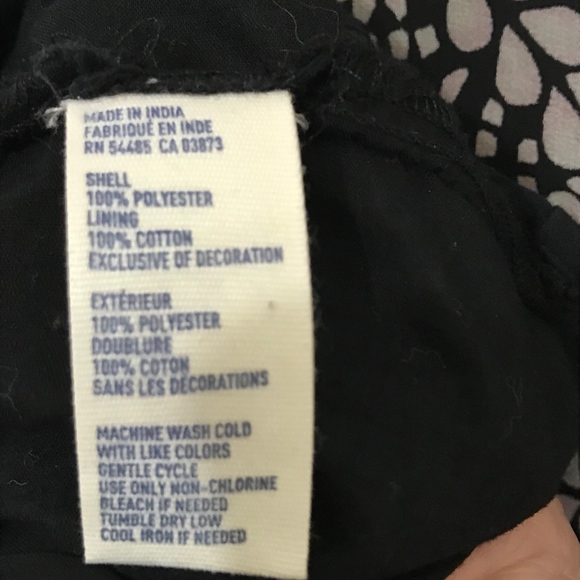 MADE IN INDIA
FABRIQUÉ EN INDE
RN 54485 CA 03873
SHELL
100% POLYESTER
LINING
100% COTTON
EXCLUSIVE OF DECORATION
EXTÉRIEUR
100% POLYESTER
DOUBLURE
100% COTON
SANS LES DÉCORATIONS
MACHINE WASH COLD
WITH LIKE COLORS
GENTLE CYCLE
USE ONLY NON-CHLORINE
BLEACH IF NEEDED
TUMBLE DRY LOW
COOL IRON IF NEEDED